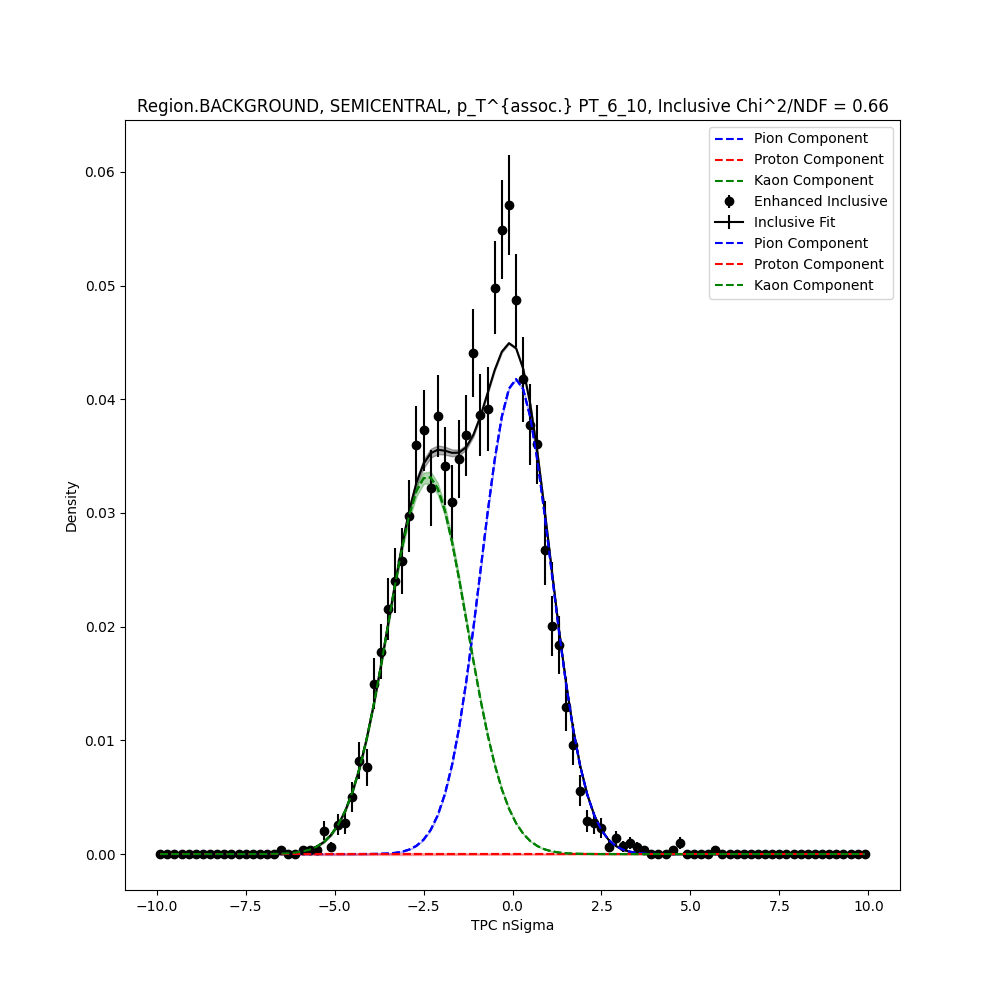 Region.BACKGROUND, SEMICENTRAL, p_T^{assoc.} PT_6_10, Inclusive Chi^2/NDF = 0.66
Pion Component
Proton Component
Kaon Component
Enhanced Inclusive
Inclusive Fit
Pion Component
Proton Component
Kaon Component
0.06
0.05
0.04
0.03
0.02
0.01
0.00
Density
−10.0 −7.5 −5.0 −2.5 0.0 2.5 5.0 7.5 10.0
TPC nSigma